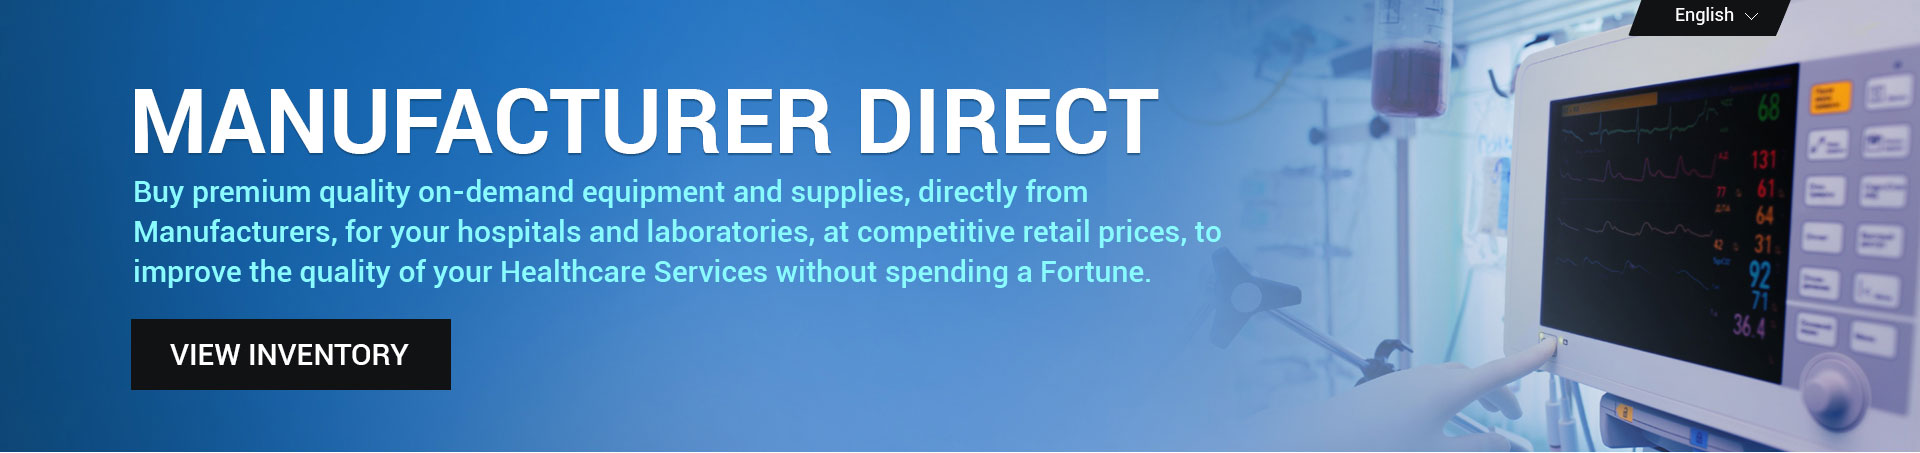 English
MANUFACTURER DIRECT
Buy premium quality on-demand equipment and supplies, directly from
Manufacturers, for your hospitals and laboratories, at competitive retail prices, to
improve the quality of your Healthcare Services without spending a Fortune.
VIEW INVENTORY
68
131
61
77
64
42
31
92
71
36.4